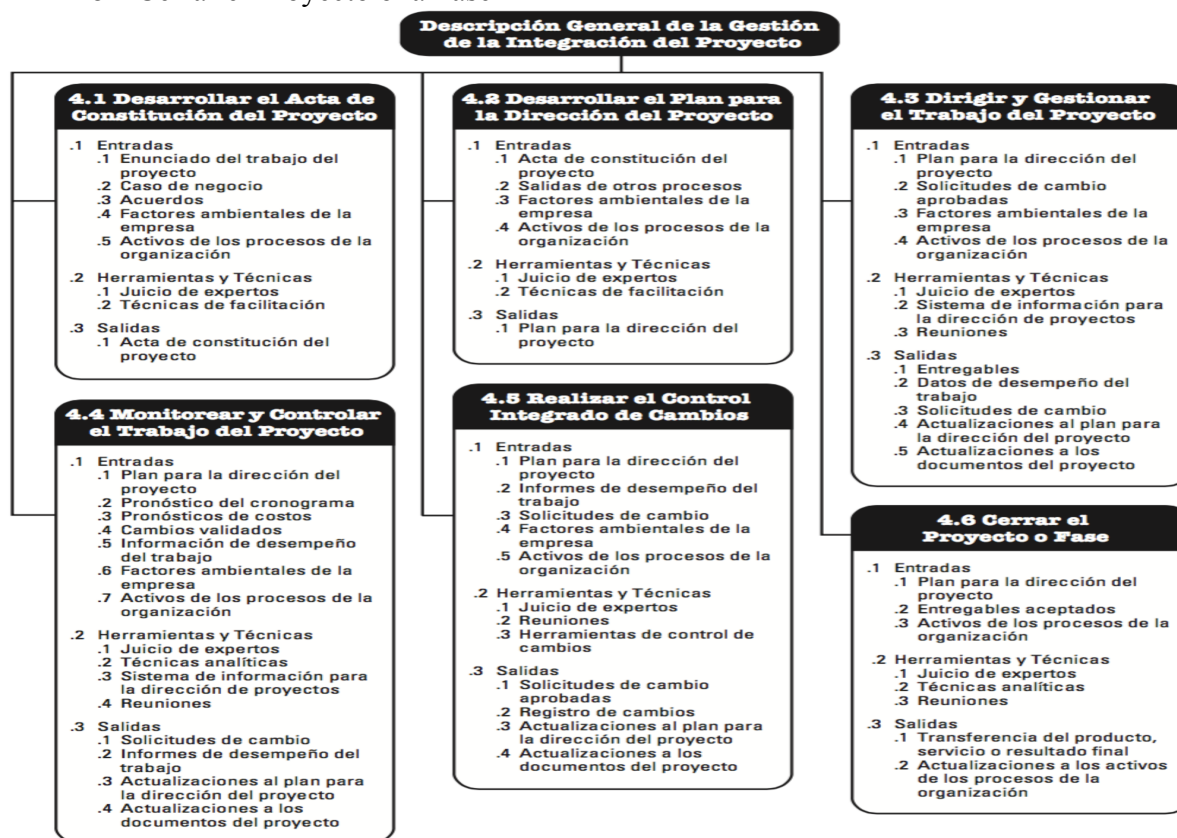 Descripción General de la Gestión
de la Integración del Proyecto
4.1 Desarrollar el Acta de
Constitución del Proyecto
.1 Entradas
.1 Enunciado del trabajo del
proyecto
.2 Caso de negocio
.3 Acuerdos
.4 Factores ambientales de la
empresa
.5 Activos de los procesos de la
organización
.2 Herramientas y Técnicas
.1 Juicio de expertos
.2 Técnicas de facilitación
.3 Salidas
.1 Acta de constitución del
proyecto
4.2 Desarrollar el Plan para
la Dirección del Proyecto
.1 Entradas
.1 Acta de constitución del
proyecto
.2 Salidas de otros procesos
.3 Factores ambientales de la
empresa
.4 Activos de los procesos de la
organización
.2 Herramientas y Técnicas
.1 Juicio de expertos
.2 Técnicas de facilitación
.3 Salidas
.1 Plan para la dirección del
proyecto
4.3 Dirigir y Gestionar
el Trabajo del Proyecto
.1 Entradas
.1 Plan para la dirección del
proyecto
.2 Solicitudes de cambio
aprobadas
.3 Factores ambientales de la
empresa
.4 Activos de los procesos de la
organización
.2 Herramientas y Técnicas
.1 Juicio de expertos
.2 Sistema de información para
la dirección de proyectos
.3 Reuniones
.3 Salidas
.1 Entregables
.2 Datos de desempeño del
trabajo
.3 Solicitudes de cambio
.4 Actualizaciones al plan para
la dirección del proyecto
.5 Actualizaciones a los
documentos del proyecto
4.4 Monitorear y Controlar
el Trabajo del Proyecto
.1 Entradas
.1 Plan para la dirección del
proyecto
.2 Pronóstico del cronograma
.3 Pronósticos de costos
.4 Cambios validados
.5 Información de desempeño
del trabajo
.6 Factores ambientales de la
empresa
.7 Activos de los procesos de la
organización
.2 Herramientas y Técnicas
.1 Juicio de expertos
.2 Técnicas analíticas
.3 Sistema de información para
la dirección de proyectos
.4 Reuniones
.3 Salidas
.1 Solicitudes de cambio
.2 Informes de desempeño del
trabajo
.3 Actualizaciones al plan para
la dirección del proyecto
.4 Actualizaciones a los
documentos del proyecto
4.5 Realizar el Control
Integrado de Cambios
.1 Entradas
.1 Plan para la dirección del
proyecto
.2 Informes de desempeño del
trabajo
.3 Solicitudes de cambio
.4 Factores ambientales de la
empresa
.5 Activos de los procesos de la
organización
.2 Herramientas y Técnicas
.1 Juicio de expertos
.2 Reuniones
.3 Herramientas de control de
cambios
.3 Salidas
.1 Solicitudes de cambio
aprobadas
.2 Registro de cambios
.3 Actualizaciones al plan para
la dirección del proyecto
.4 Actualizaciones a los
documentos del proyecto
4.6 Cerrar el
Proyecto o Fase
.1 Entradas
.1 Plan para la dirección del
proyecto
.2 Entregables aceptados
.3 Activos de los procesos de la
organización
.2 Herramientas y Técnicas
.1 Juicio de expertos
.2 Técnicas analíticas
.3 Reuniones
.3 Salidas
.1 Transferencia del producto,
servicio o resultado final
.2 Actualizaciones a los activos
de los procesos de la
organización